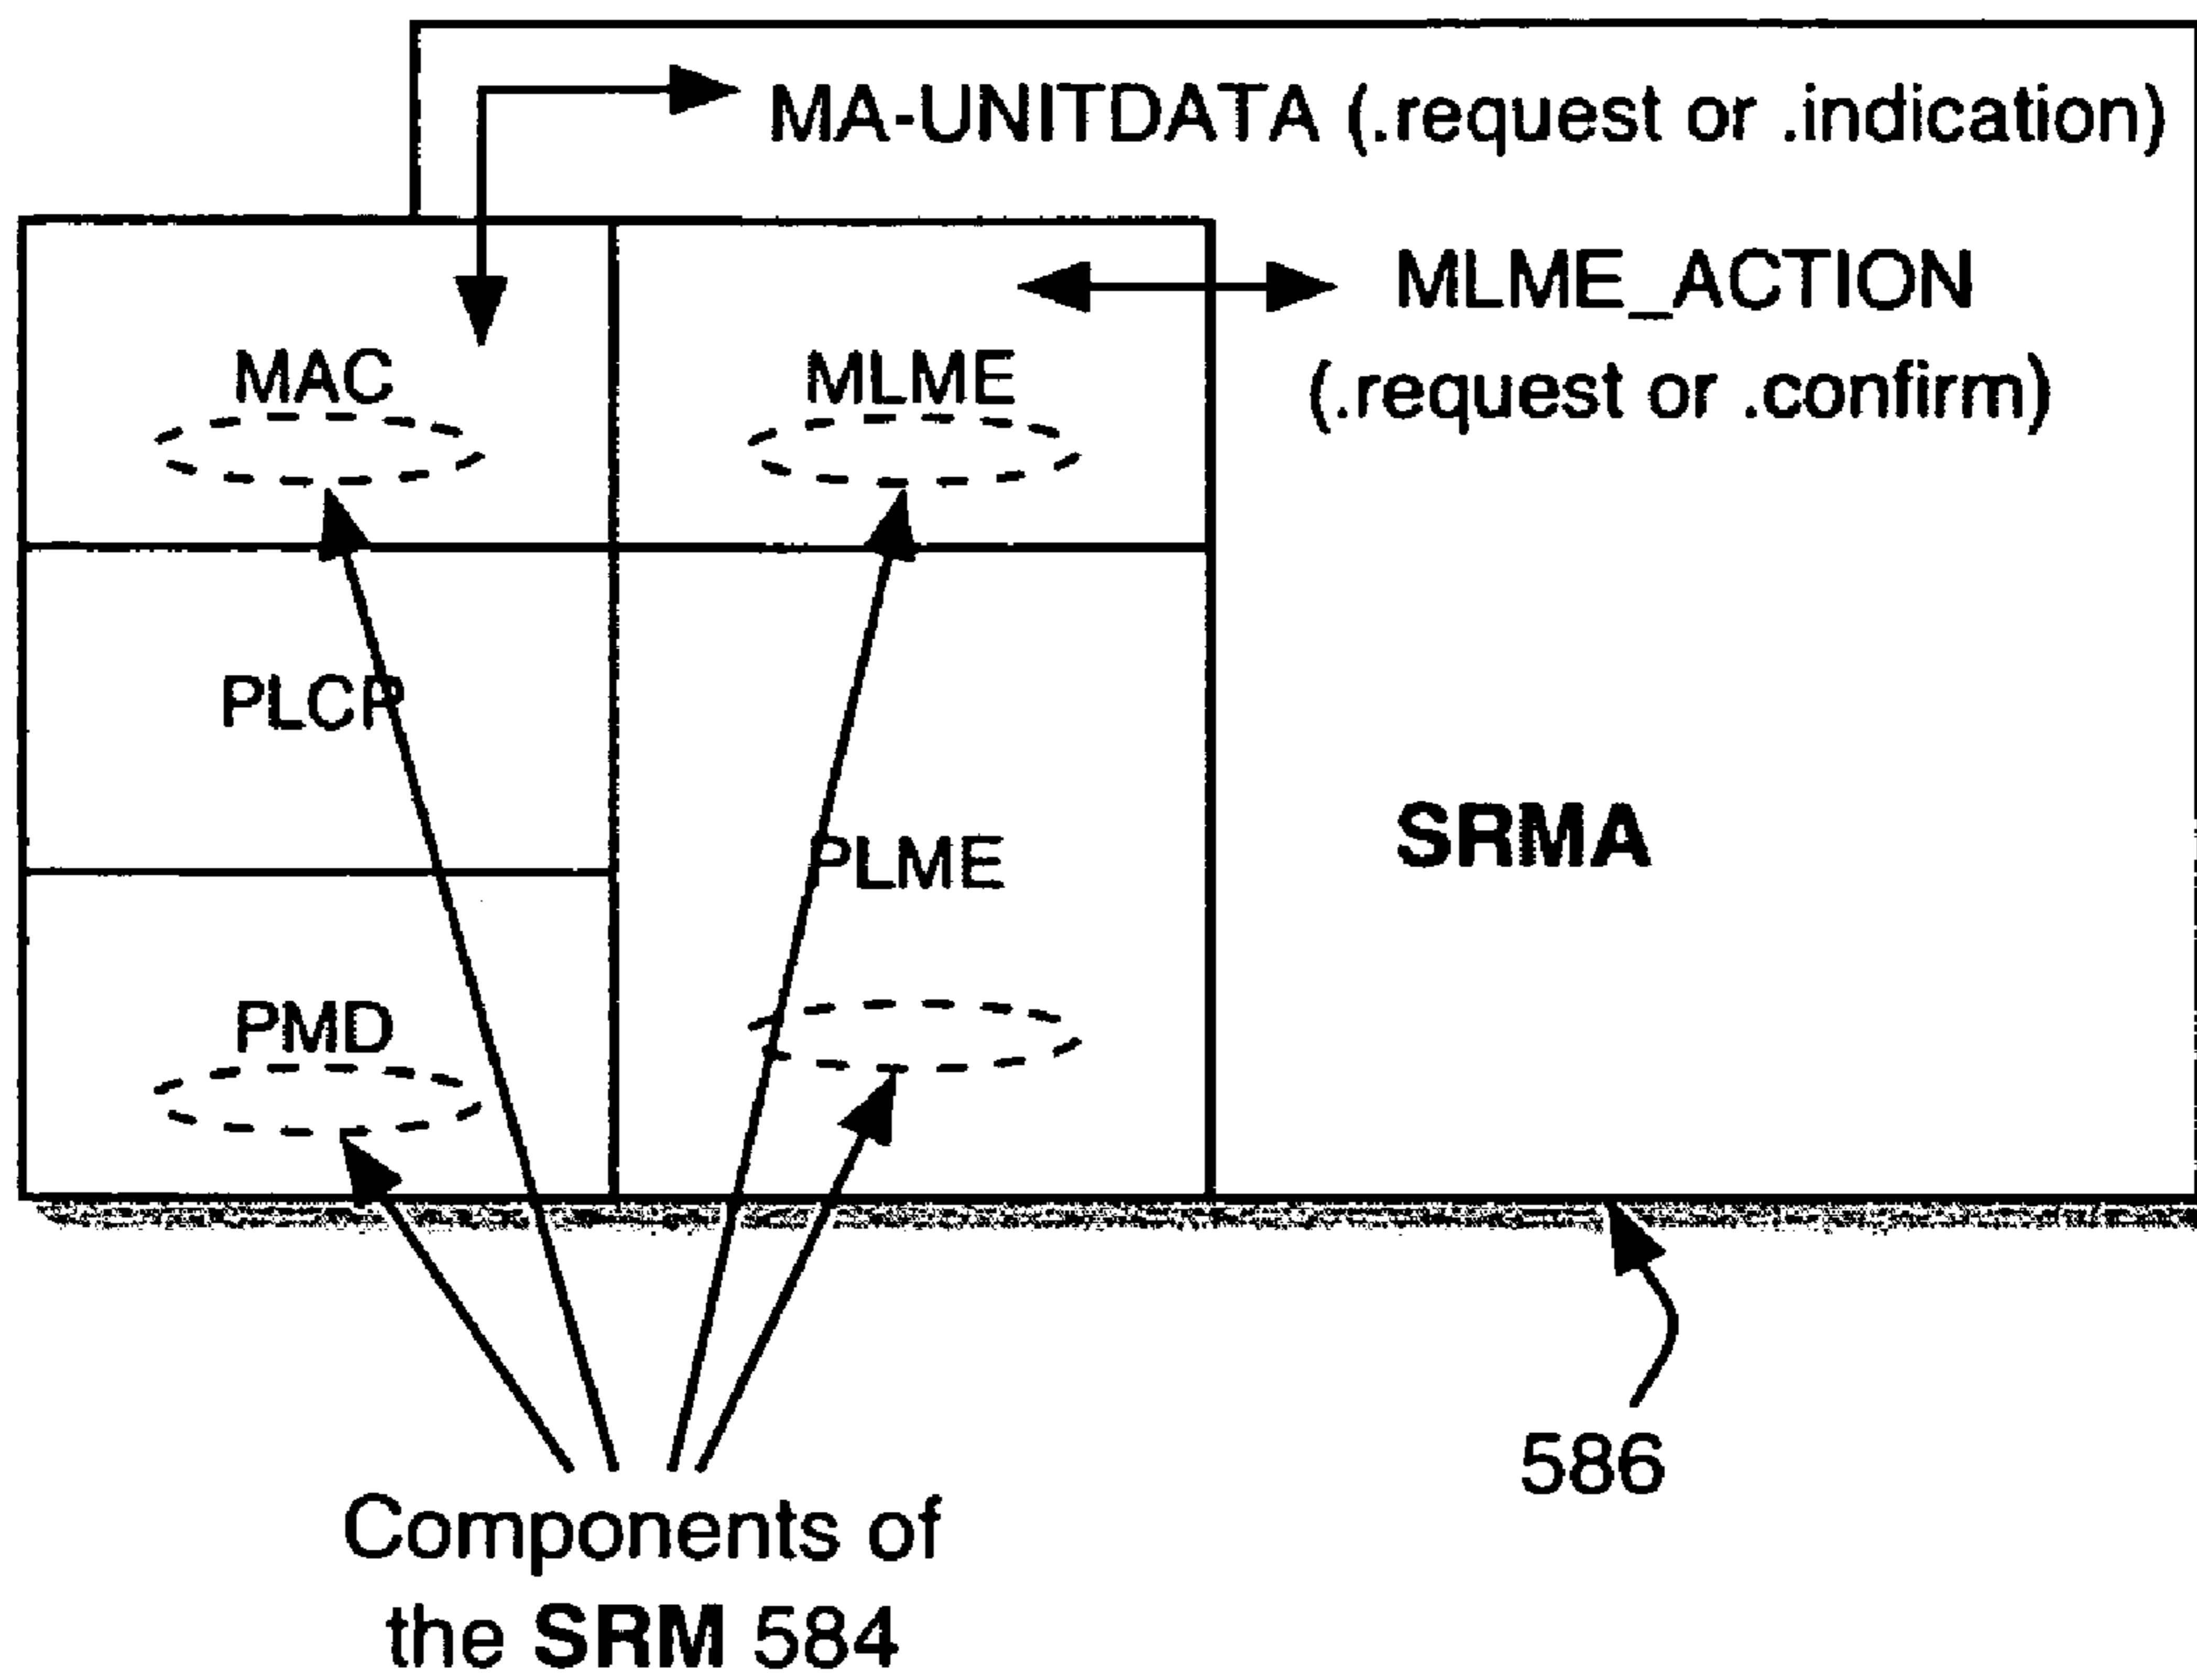 MA-UNITDATA (.request or .indication)
MLME_ACTION
(.request or .confirm)
MAC
MLME
PLCP
PLME
SRMA
PMD
586
Components of
the SRM 584